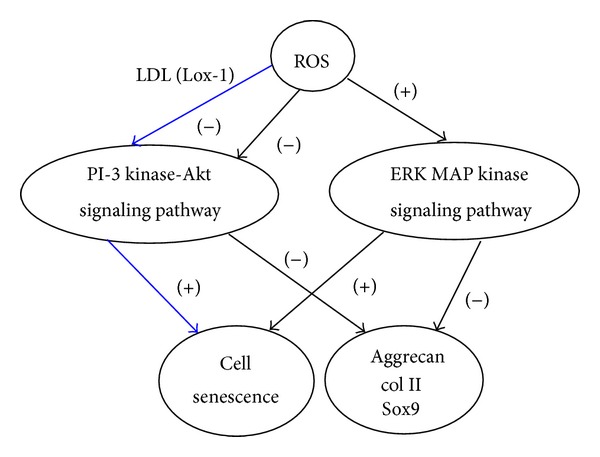 ROS
LDL (Lox-1)
(+)
(−)
(−)
PI-3 kinase-Akt
signaling pathway
ERK MAP kinase
signaling pathway
(−)
(+)
(+)
(−)
Cell
senescence
Aggrecan
col II
Sox9